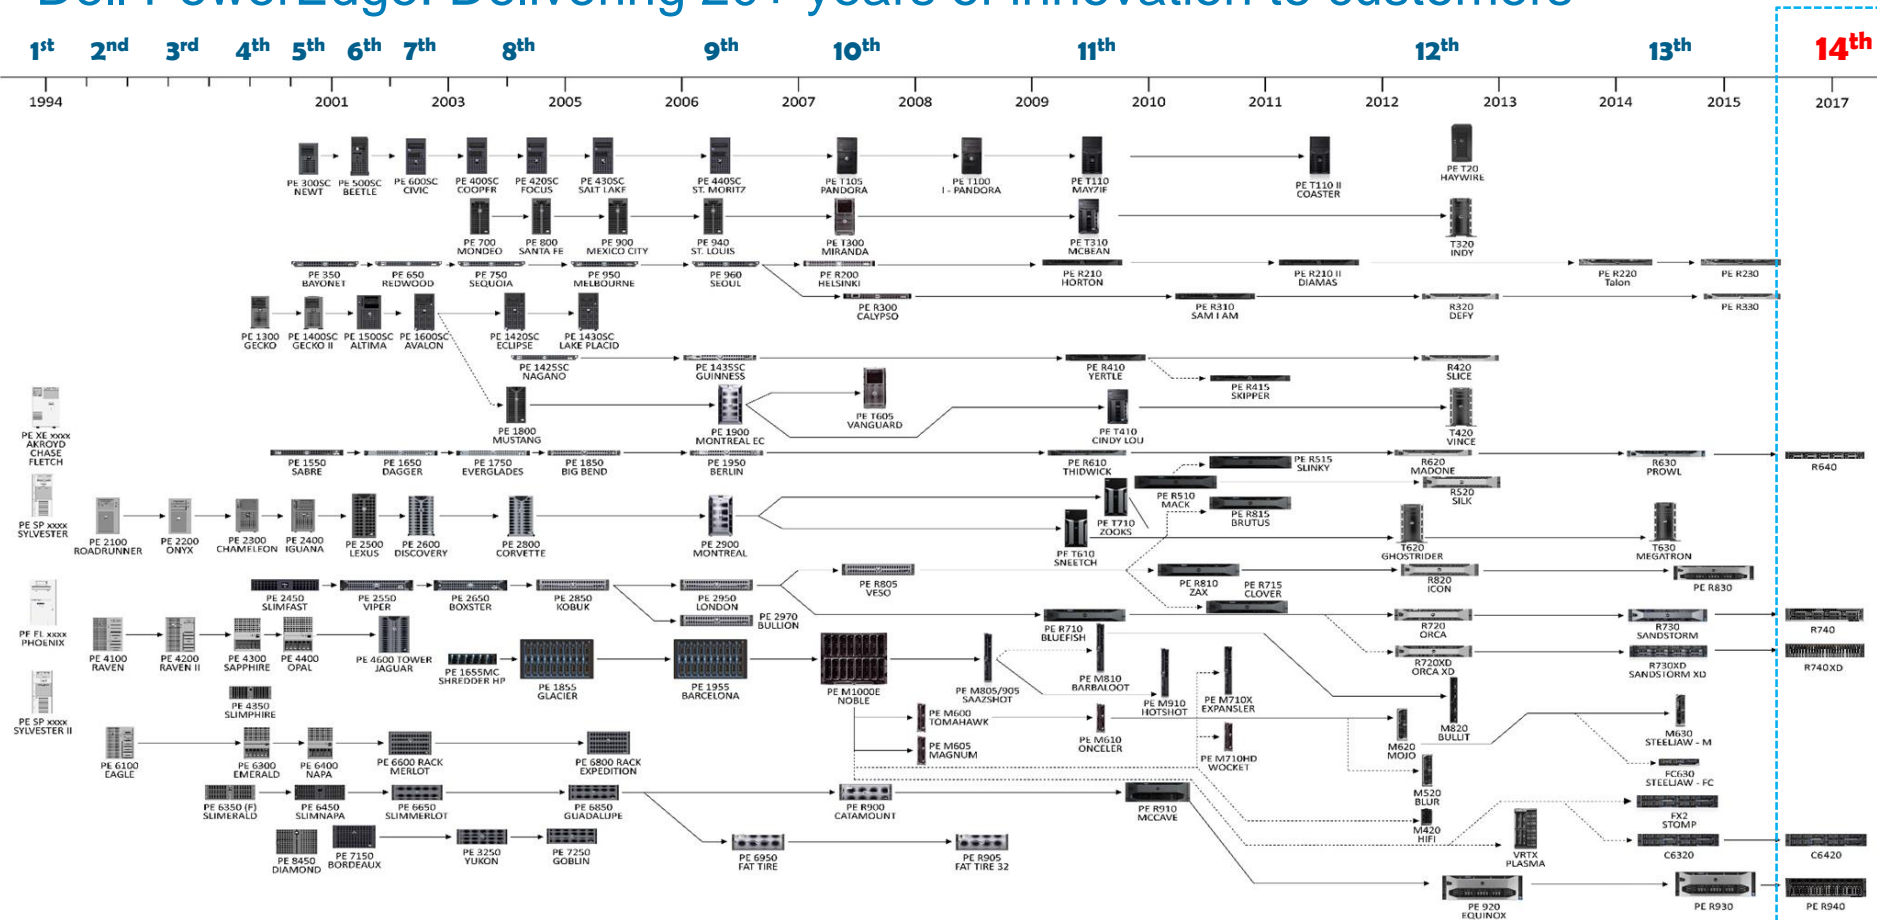 Dell PowerEdge: Delivering 20+ years of innovation to customers
1st 2nd 3rd 4th 5th 6th 7th 8th 9th 10th 11th 12th 13th 14th
1994 2001 2003 2005 2006 2007 2008 2009 2010 2011 2012 2013 2014 2015 2017
PE 300SC
NEWT
PE 500SC
BEETLE
PE 600SC
CIVIC
PE 400SC
COOPER
PE 420SC
FOCUS
PE 430SC
SALT LAKE
PE 440SC
ST. MORITZ
PE T105
PANDORA
PE T100
I - PANDORA
PE T110
MAYZIE
PE T110 II
COASTER
PE T20
HAYWIRE
PE 700
MONDEO
PE 800
SANTA FE
PE 900
MEXICO CITY
PE 940
ST. LOUIS
PE T300
MIRANDA
PE T310
MCBEAN
T320
INDY
PE 350
BAYONET
PE 650
REDWOOD
PE 750
SEQUOIA
PE 950
MELBOURNE
PE 960
SEOUL
PE R200
HELSINKI
PE R210
HORTON
PE R210 II
DIAMAS
PE R220
Talon
PE R230
PE R300
CALYPSO
PE R310
SAM I AM
R320
DEFY
PE R330
PE 1300
GECKO
PE 1400SC
GECKO II
PE 1500SC
ALTIMA
PE 1600SC
AVALON
PE 1420SC
ECLIPSE
PE 1430SC
LAKE PLACID
PE 1425SC
NAGANO
PE 1435SC
GUINNESS
PE R410
YERTLE
R420
SLICE
PE R415
SKIPPER
PE XE xxxx
AKROYD
CHASE
FLETCH
PE 1800
MUSTANG
PE 1900
MONTREAL EC
PE T605
VANGUARD
PE T410
CINDY LOU
T420
VINCE
PE 1550
SABRE
PE 1650
DAGGER
PE 1750
EVERGLADES
PE 1850
BIG BEND
PE 1950
BERLIN
PE R610
THIDWICK
PE R515
SLINKY
R620
MADONE
R630
PROWL
R640
PE R510
MACK
R520
SILK
PE SP xxxx
SYLVESTER
PE 2100
ROADRUNNER
PE 2200
ONYX
PE 2300
CHAMELEON
PE 2400
IGUANA
PE 2500
LEXUS
PE 2600
DISCOVERY
PE 2800
CORVETTE
PE 2900
MONTREAL
PE T710
ZOOKS
PE R815
BRUTUS
PE T610
SNEETCH
T620
GHOSTRIDER
T630
MEGATRON
PE 2450
SLIMFAST
PE 2550
VIPER
PE 2650
BOXSTER
PE 2850
KOBUK
PE 2950
LONDON
PE R805
VESO
PE R810
ZAX
PE R715
CLOVER
R820
ICON
PE R830
PE 2970
BULLION
PE FL xxxx
PHOENIX
PE R710
BLUEFISH
R720
ORCA
R730
SANDSTORM
R740
PE 4100
RAVEN
PE 4200
RAVEN II
PE 4300
SAPPHIRE
PE 4400
OPAL
PE 4600 TOWER
JAGUAR
PE 1655MC
SHREDDER HP
PE 1855
GLACIER
PE 1955
BARCELONA
PE M1000E
NOBLE
PE M805/905
SAAZSHOT
PE M810
BARBALOOT
PE M910
HOTSHOT
PE M710X
EXPANSLER
R720XD
ORCA XD
R730XD
SANDSTORM XD
R740XD
PE 4350
SLIMPHIRE
PE SP xxxx
SYLVESTER II
PE M600
TOMAHAWK
PE M605
MAGNUM
PE M610
ONCELER
PE M710HD
WOCKET
M620
MOJO
M820
BULLIT
M630
STEELJAW - M
PE 6100
EAGLE
PE 6300
EMERALD
PE 6400
NAPA
PE 6600 RACK
MERLOT
PE 6800 RACK
EXPEDITION
M520
BLUR
FC630
STEELJAW - FC
PE 6350 (F)
SLIMERALD
PE 6450
SLIMNAPA
PE 6650
SLIMMERLOT
PE 6850
GUADALUPE
PE R900
CATAMOUNT
PE R910
MCCAVE
M420
HIFI
FX2
STOMP
PE 8450
DIAMOND
PE 7150
BORDEAUX
PE 3250
YUKON
PE 7250
GOBLIN
PE 6950
FAT TIRE
PE R905
FAT TIRE 32
VRTX
PLASMA
C6320
C6420
PE 920
EQUINOX
PE R930
PE R940